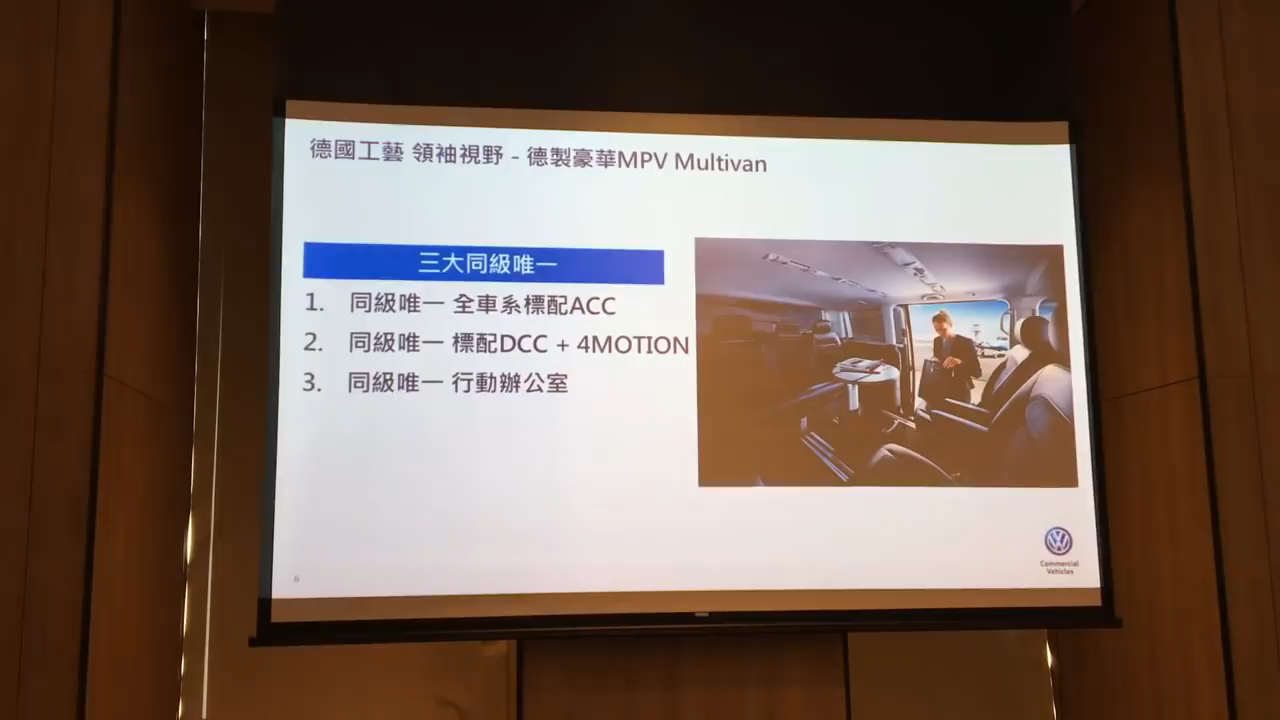 德國工藝 領袖視野 - 德製豪華MPV Multivan
三大同級唯一
1. 同級唯一 全車系標配ACC
2. 同級唯一 標配DCC + 4MOTION
3. 同級唯一 行動辦公室
Commercial
Vehicles
6